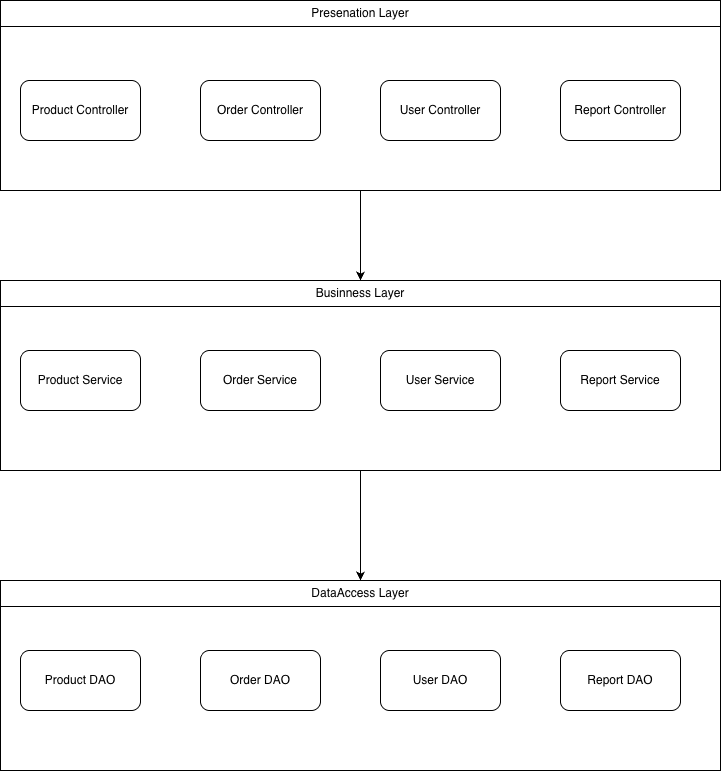 Presenation Layer
Product Controller
Order Controller
User Controller
Report Controller
Businness Layer
Product Service
Order Service
User Service
Report Service
DataAccess Layer
Product DAO
Order DAO
User DAO
Report DAO